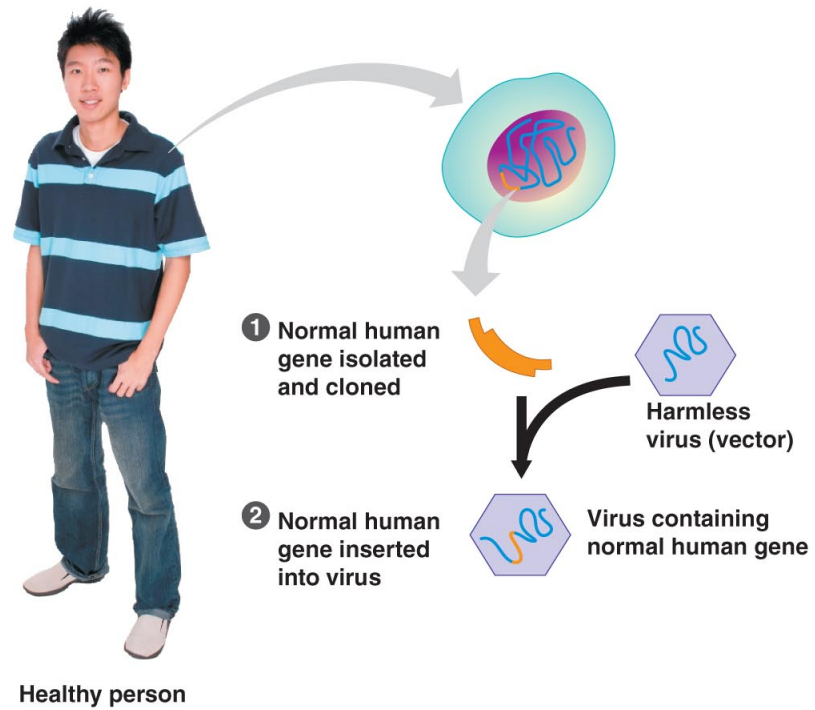 1 Normal human
gene isolated
and cloned
Harmless
virus (vector)
2 Normal human
gene inserted
into virus
Virus containing
normal human gene
Healthy person